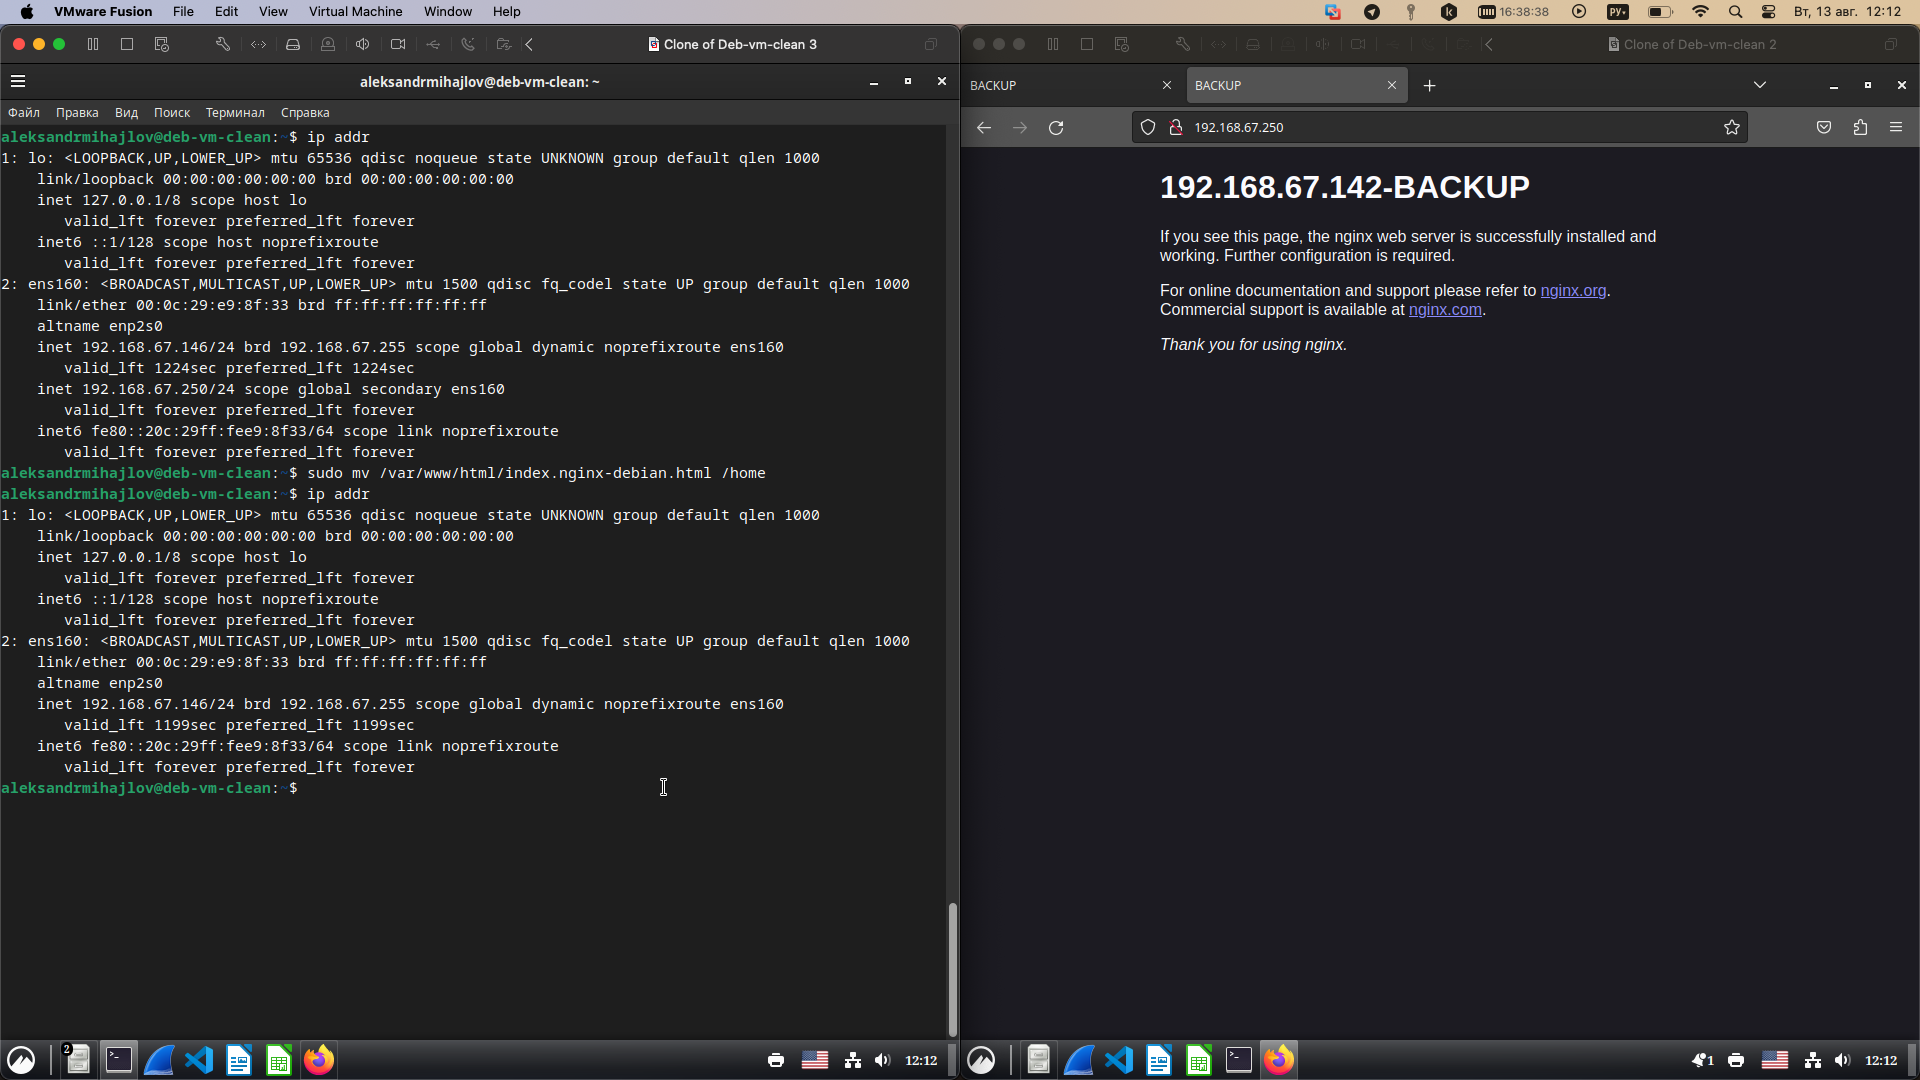 VMware Fusion File Edit View Virtual Machine Window Help 16:38:38 РУ Вт, 13 авг. 12:12
Clone of Deb-vm-clean 3
aleksandrmihajlov@deb-vm-clean: ~
Файл Правка Вид Поиск Терминал Справка
aleksandrmihajlov@deb-vm-clean:~$ ip addr
1: lo: <LOOPBACK,UP,LOWER_UP> mtu 65536 qdisc noqueue state UNKNOWN group default qlen 1000
link/loopback 00:00:00:00:00:00 brd 00:00:00:00:00:00
inet 127.0.0.1/8 scope host lo
valid_lft forever preferred_lft forever
inet6 ::1/128 scope host noprefixroute
valid_lft forever preferred_lft forever
2: ens160: <BROADCAST,MULTICAST,UP,LOWER_UP> mtu 1500 qdisc fq_codel state UP group default qlen 1000
link/ether 00:0c:29:e9:8f:33 brd ff:ff:ff:ff:ff:ff
altname enp2s0
inet 192.168.67.146/24 brd 192.168.67.255 scope global dynamic noprefixroute ens160
valid_lft 1224sec preferred_lft 1224sec
inet 192.168.67.250/24 scope global secondary ens160
valid_lft forever preferred_lft forever
inet6 fe80::20c:29ff:fee9:8f33/64 scope link noprefixroute
valid_lft forever preferred_lft forever
aleksandrmihajlov@deb-vm-clean:~$ sudo mv /var/www/html/index.nginx-debian.html /home
aleksandrmihajlov@deb-vm-clean:~$ ip addr
1: lo: <LOOPBACK,UP,LOWER_UP> mtu 65536 qdisc noqueue state UNKNOWN group default qlen 1000
link/loopback 00:00:00:00:00:00 brd 00:00:00:00:00:00
inet 127.0.0.1/8 scope host lo
valid_lft forever preferred_lft forever
inet6 ::1/128 scope host noprefixroute
valid_lft forever preferred_lft forever
2: ens160: <BROADCAST,MULTICAST,UP,LOWER_UP> mtu 1500 qdisc fq_codel state UP group default qlen 1000
link/ether 00:0c:29:e9:8f:33 brd ff:ff:ff:ff:ff:ff
altname enp2s0
inet 192.168.67.146/24 brd 192.168.67.255 scope global dynamic noprefixroute ens160
valid_lft 1199sec preferred_lft 1199sec
inet6 fe80::20c:29ff:fee9:8f33/64 scope link noprefixroute
valid_lft forever preferred_lft forever
aleksandrmihajlov@deb-vm-clean:~$
2
12:12
Clone of Deb-vm-clean 2
BACKUP BACKUP
192.168.67.250
192.168.67.142-BACKUP
If you see this page, the nginx web server is successfully installed and
working. Further configuration is required.
For online documentation and support please refer to nginx.org.
Commercial support is available at nginx.com.
Thank you for using nginx.
1 12:12